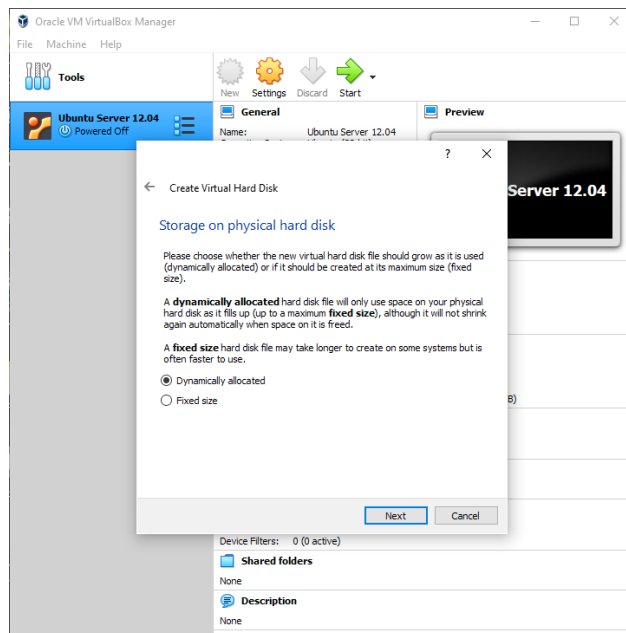 Oracle VM VirtualBox Manager
File Machine Help
Tools
New Settings Discard Start
Ubuntu Server 12.04
Powered Off
General
Name: Ubuntu Server 12.04
Preview
Server 12.04
? ×
Create Virtual Hard Disk
Storage on physical hard disk
Please choose whether the new virtual hard disk file should grow as it is used
(dynamically allocated) or if it should be created at its maximum size (fixed
size).
A dynamically allocated hard disk file will only use space on your physical
hard disk as it fills up (up to a maximum fixed size), although it will not shrink
again automatically when space on it is freed.
A fixed size hard disk file may take longer to create on some systems but is
often faster to use.
Dynamically allocated
Fixed size
B)
Next Cancel
Device Filters: 0 (0 active)
Shared folders
None
Description
None